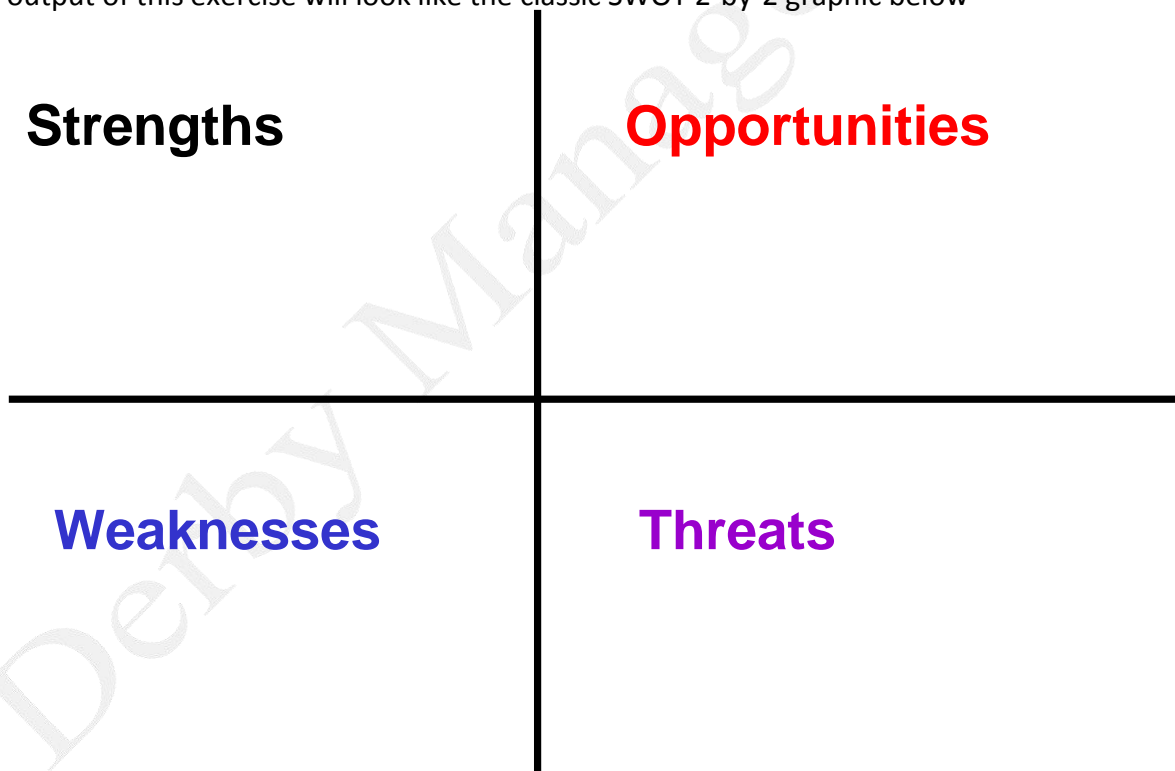 output of this exercise will look like the classic SWOT 2-by-2 graphic below
Strengths
Opportunities
Weaknesses
Threats
Derby Manag